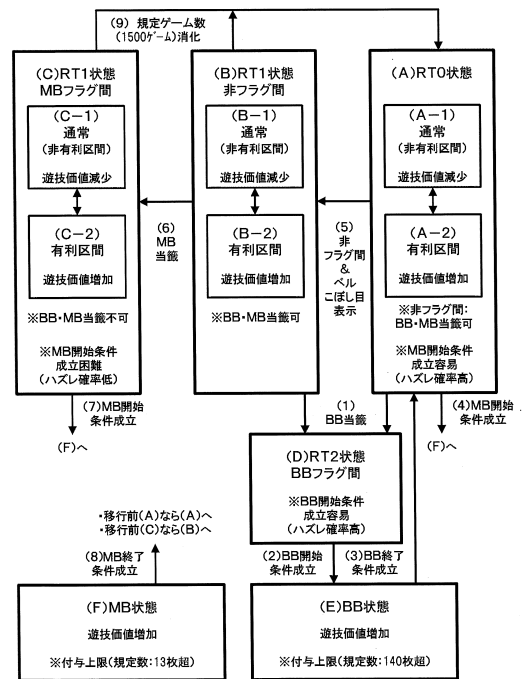 (9) 規定ゲーム数
(1500ゲーム)消化
(C)RT1状態
MBフラグ間
(C-1)
通常
(非有利区間)
遊技価値減少
(C-2)
有利区間
遊技価値増加
※BB・MB当籤不可
※MB開始条件
成立困難
(ハズレ確率低)
(B)RT1状態
非フラグ間
(B-1)
通常
(非有利区間)
遊技価値減少
(B-2)
有利区間
遊技価値増加
※BB・MB当籤可
(A)RT0状態
(A-1)
通常
(非有利区間)
遊技価値減少
(A-2)
有利区間
遊技価値増加
※非フラグ間:
BB・MB当籤可
※MB開始条件
成立容易
(ハズレ確率高)
(6)
MB
当籤
(5)
非
フラグ間
&
ベル
こぼし目
表示
(7)MB開始
条件成立
(F)へ
(1)
BB当籤
(4)MB開始
条件成立
(F)へ
(D)RT2状態
BBフラグ間
※BB開始条件
成立容易
(ハズレ確率高)
・移行前(A)なら(A)へ
・移行前(C)なら(B)へ
(8)MB終了
条件成立
(2)BB開始
条件成立
(3)BB終了
条件成立
(F)MB状態
遊技価値増加
※付与上限(規定数:13枚超)
(E)BB状態
遊技価値増加
※付与上限(規定数:140枚超)